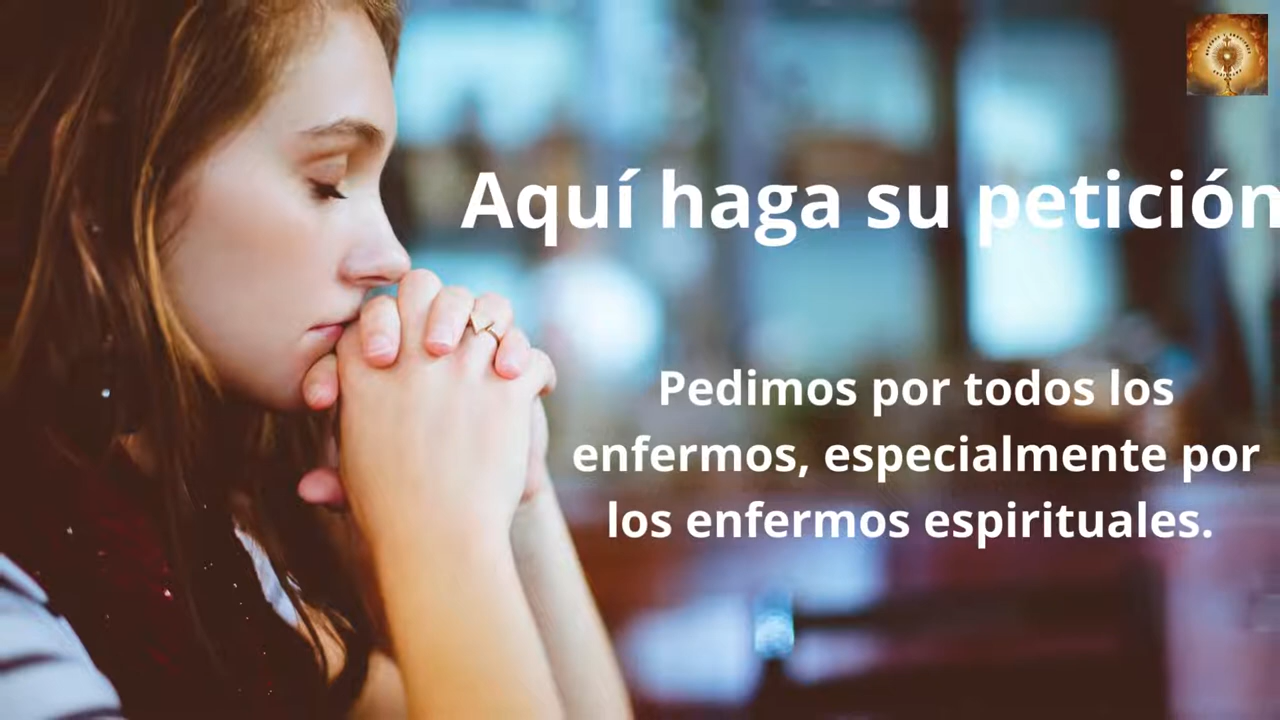 Aquí haga su petición
Pedimos por todos los
enfermos, especialmente por
los enfermos espirituales.